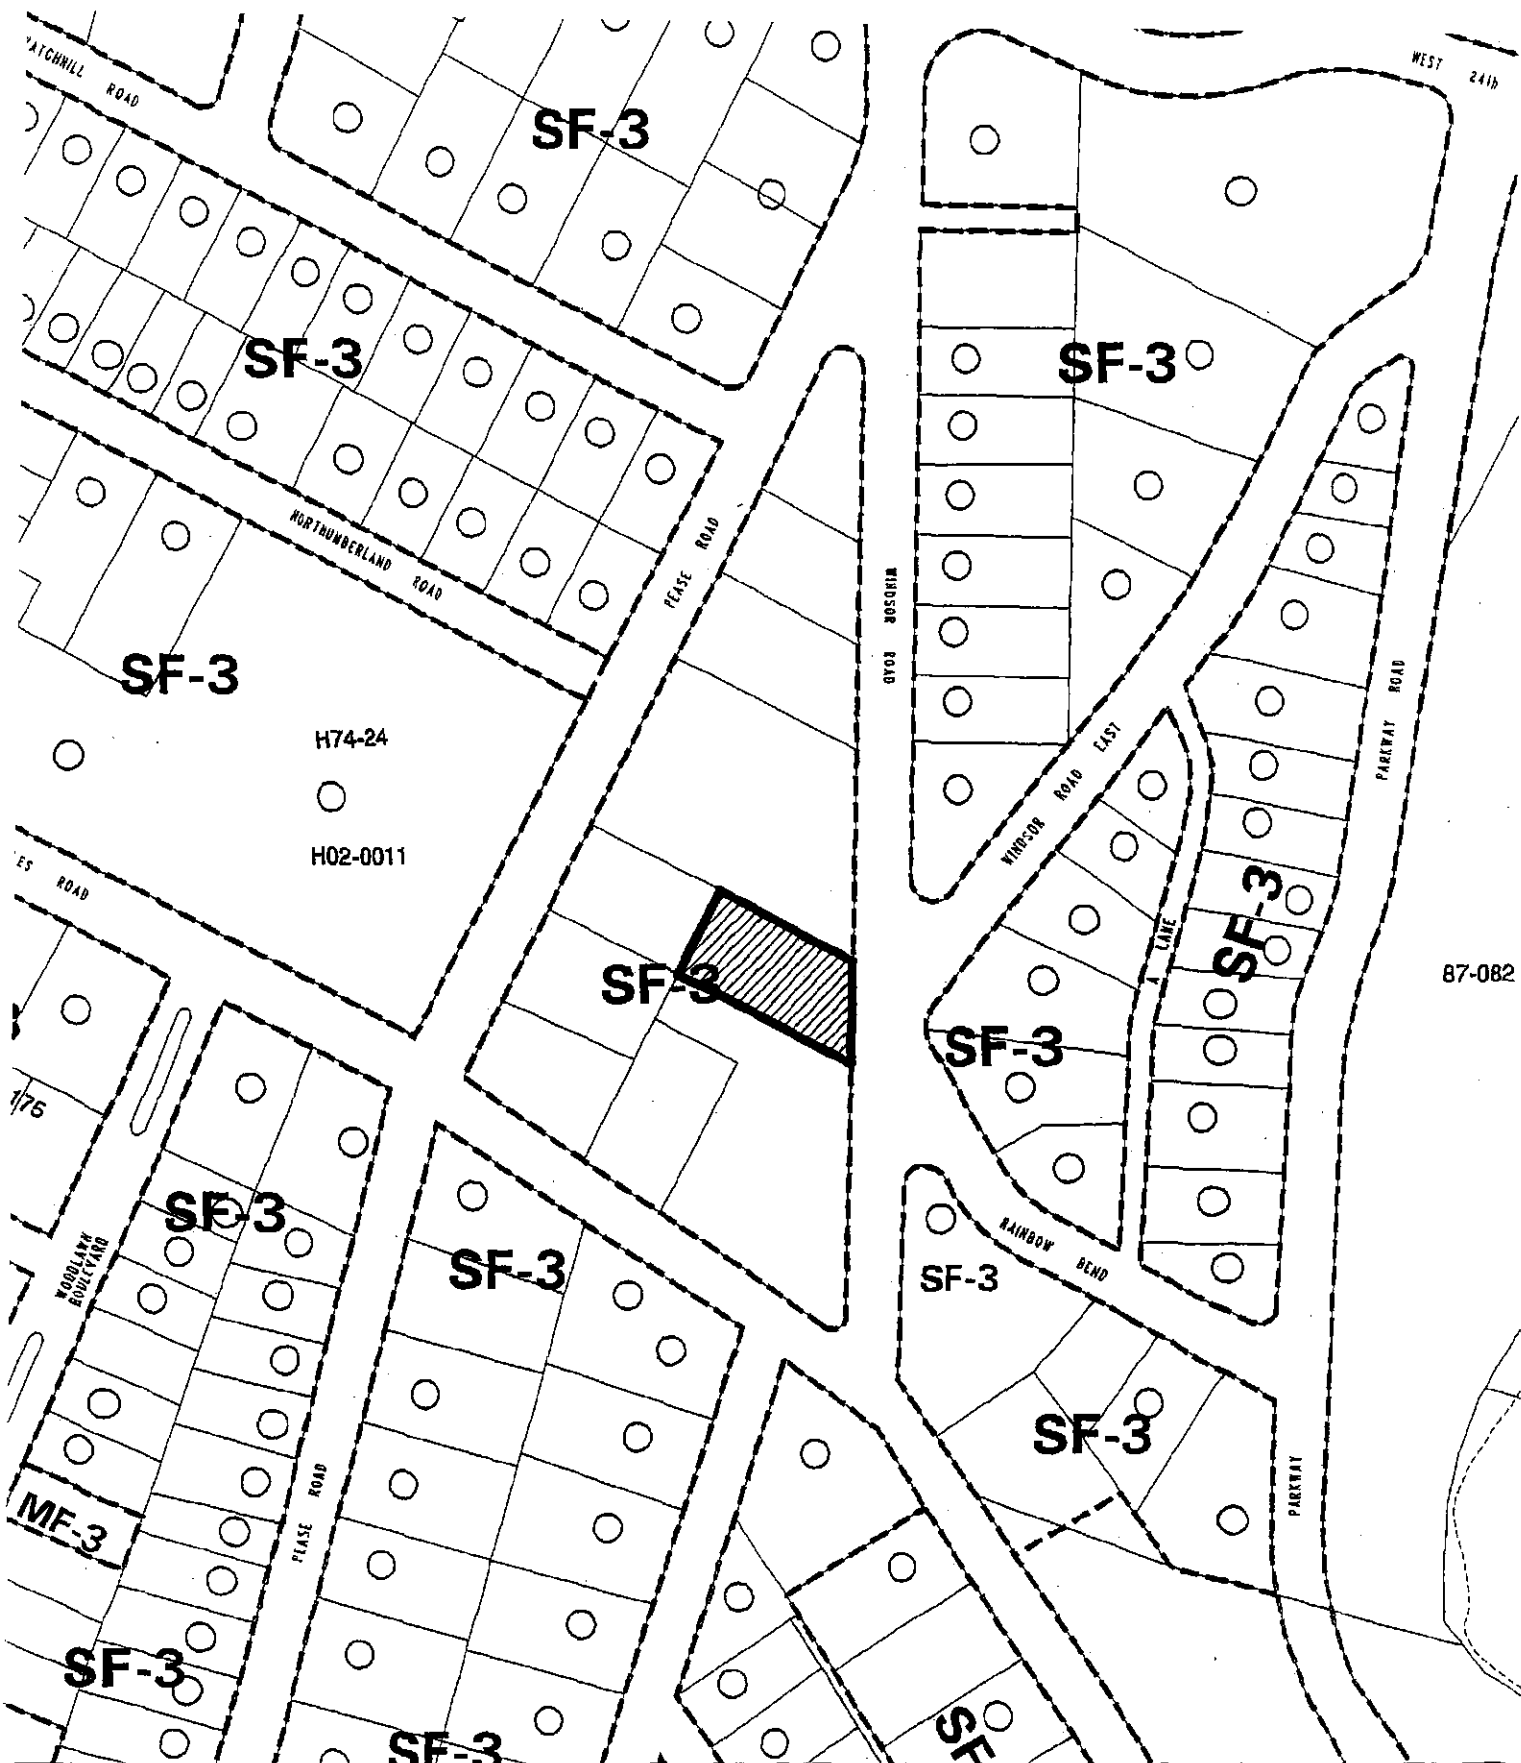 ROAD
WEST 24th
SF-3
SF-3
SF-3
NORTHUMBERLAND ROAD
PEASE ROAD
WINDSOR ROAD
SF-3
PARKWAY ROAD
H74-24
WINDSOR ROAD EAST
H02-0011
ROAD
SF-3
LANE
SF-3
87-082
SF-3
SF-3
WOODLAWN
BOULEVARD
SF-3
RAINBOW BEND
SF-3
SF-3
PEASE ROAD
PARKWAY
MF-3
SF-3
SF-3
SF